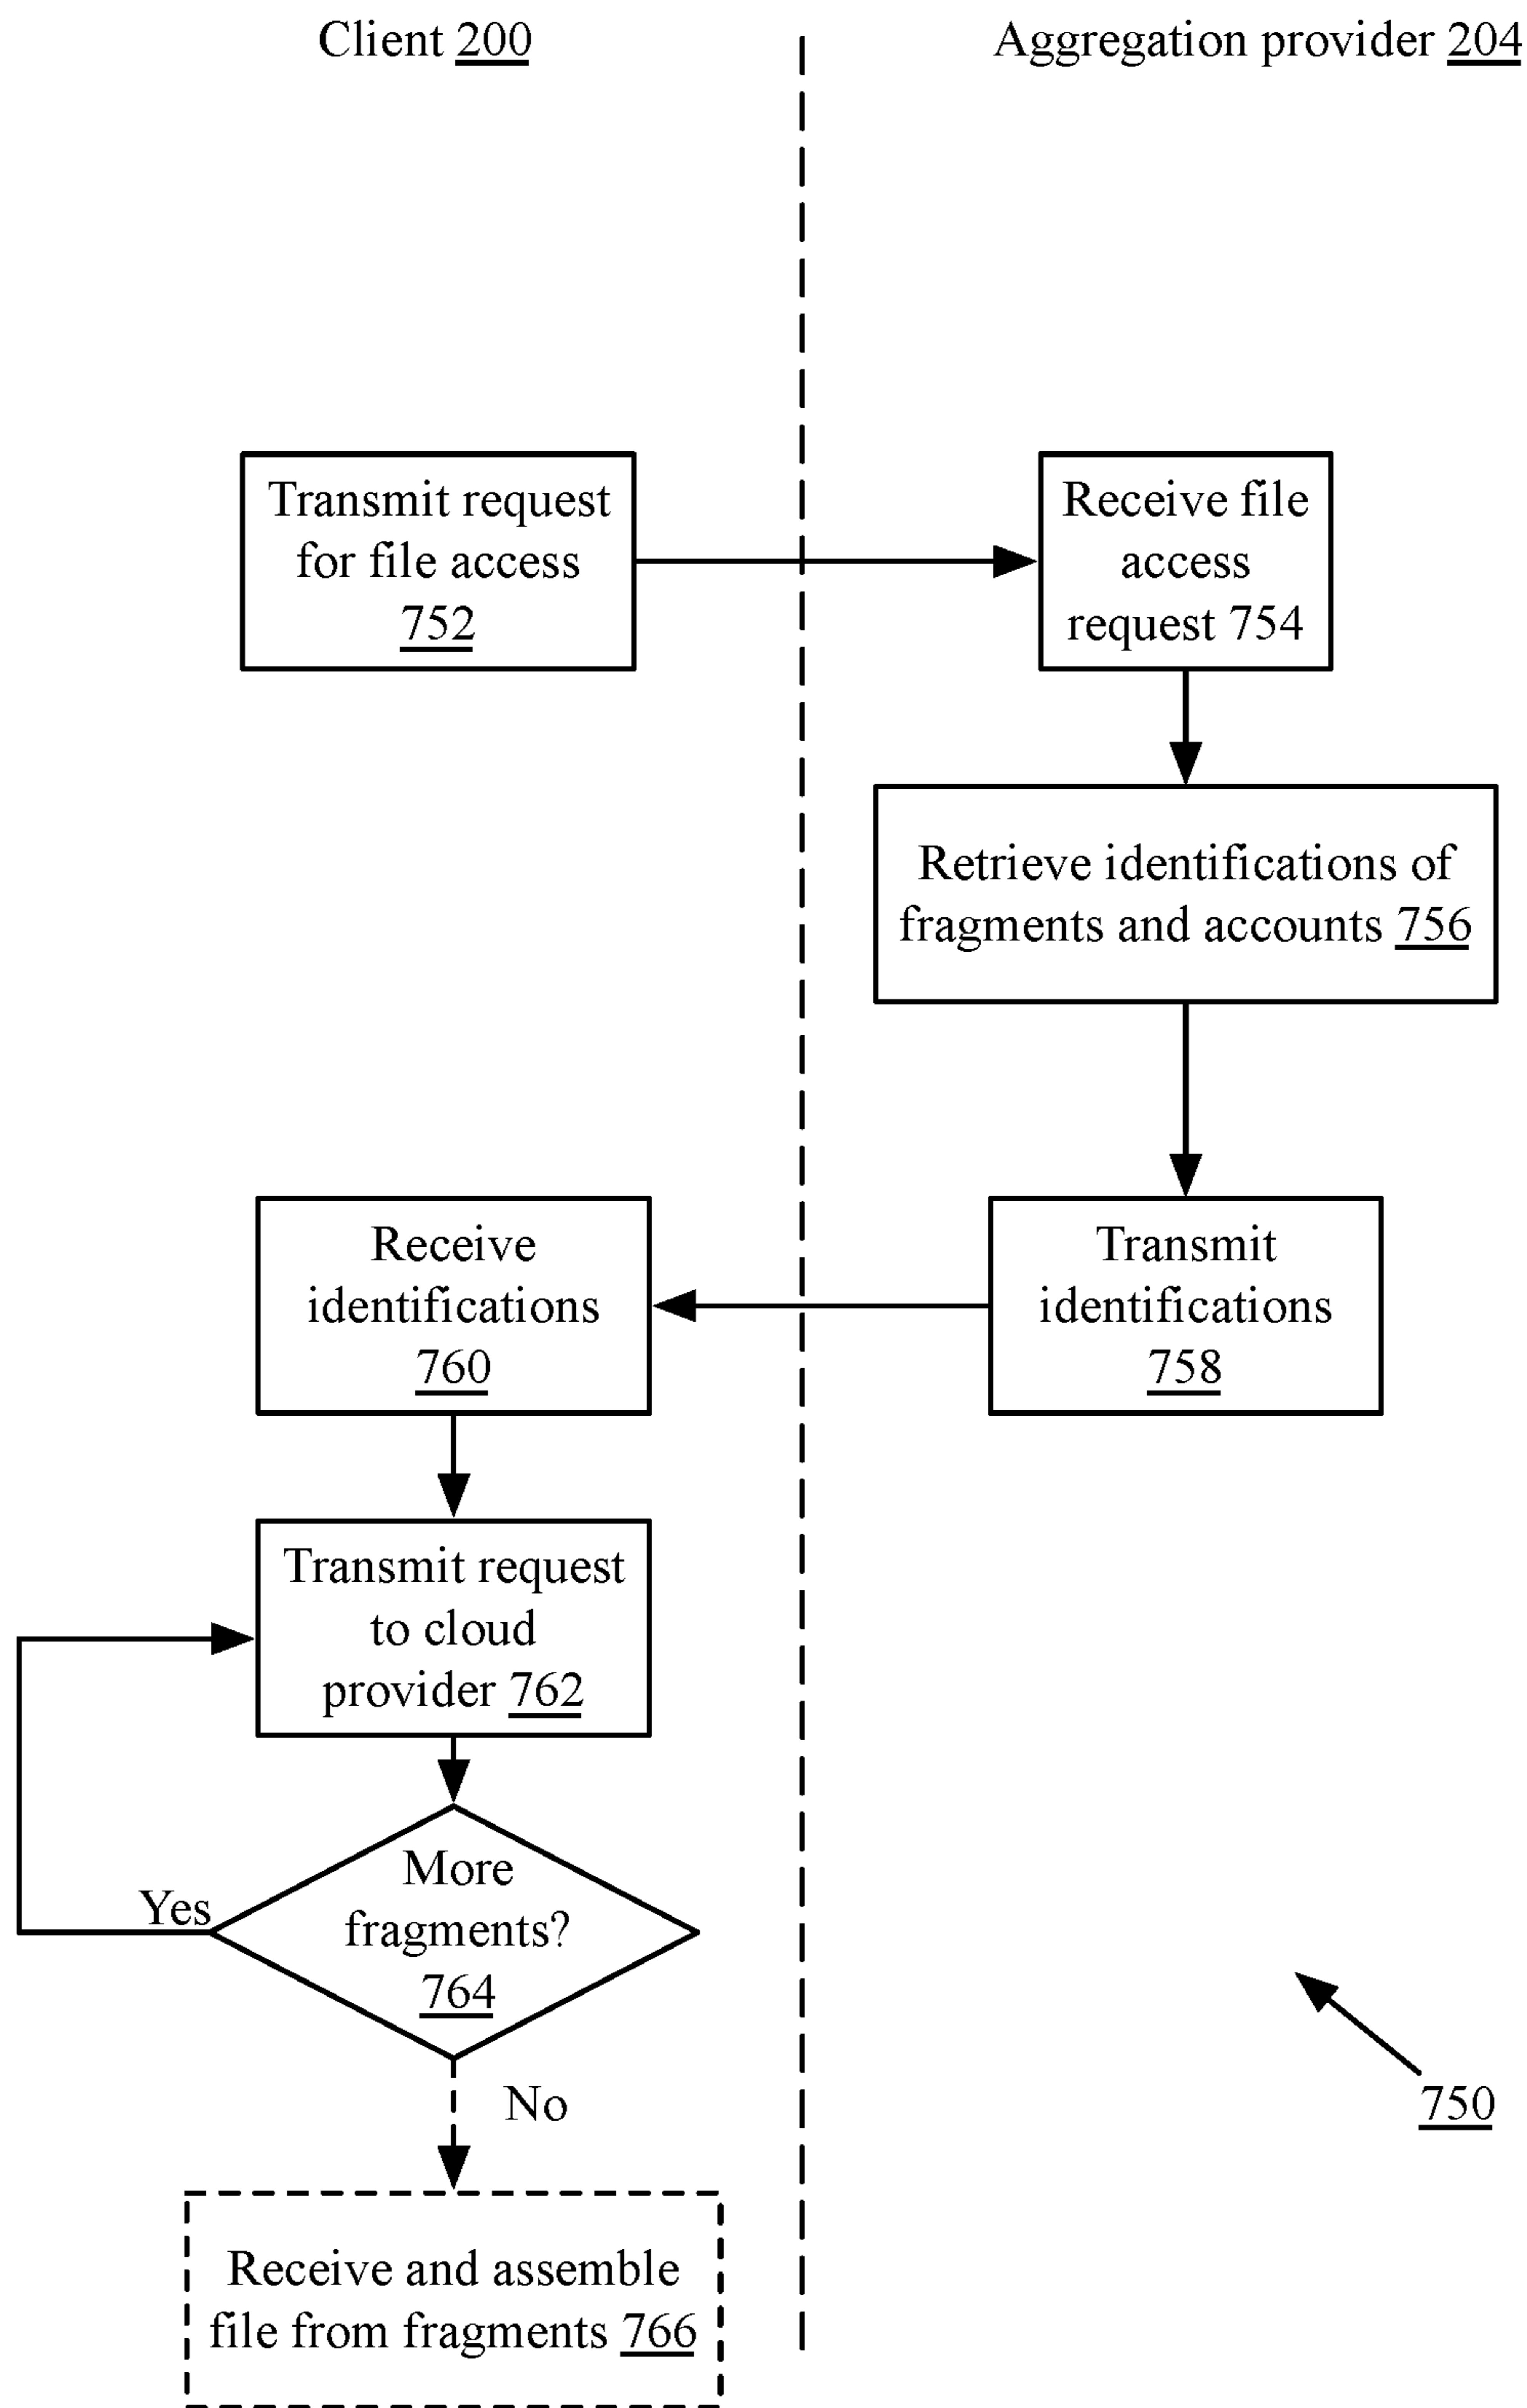 Client 200
Aggregation provider 204
Transmit request
for file access
752
Receive file
access
request 754
Retrieve identifications of
fragments and accounts 756
Transmit
identifications
758
Receive
identifications
760
Transmit request
to cloud
provider 762
More
fragments?
764
Yes
No
Receive and assemble
file from fragments 766
750